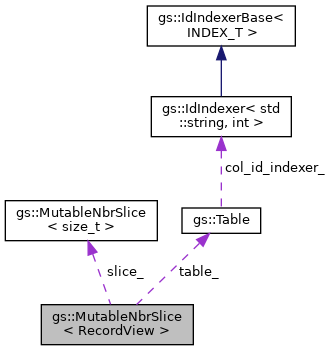 gs::IdIndexerBase<
INDEX_T >
gs::IdIndexer< std
::string, int >
col_id_indexer_
gs::MutableNbrSlice
< size_t >
gs::Table
slice_
table_
gs::MutableNbrSlice
< RecordView >